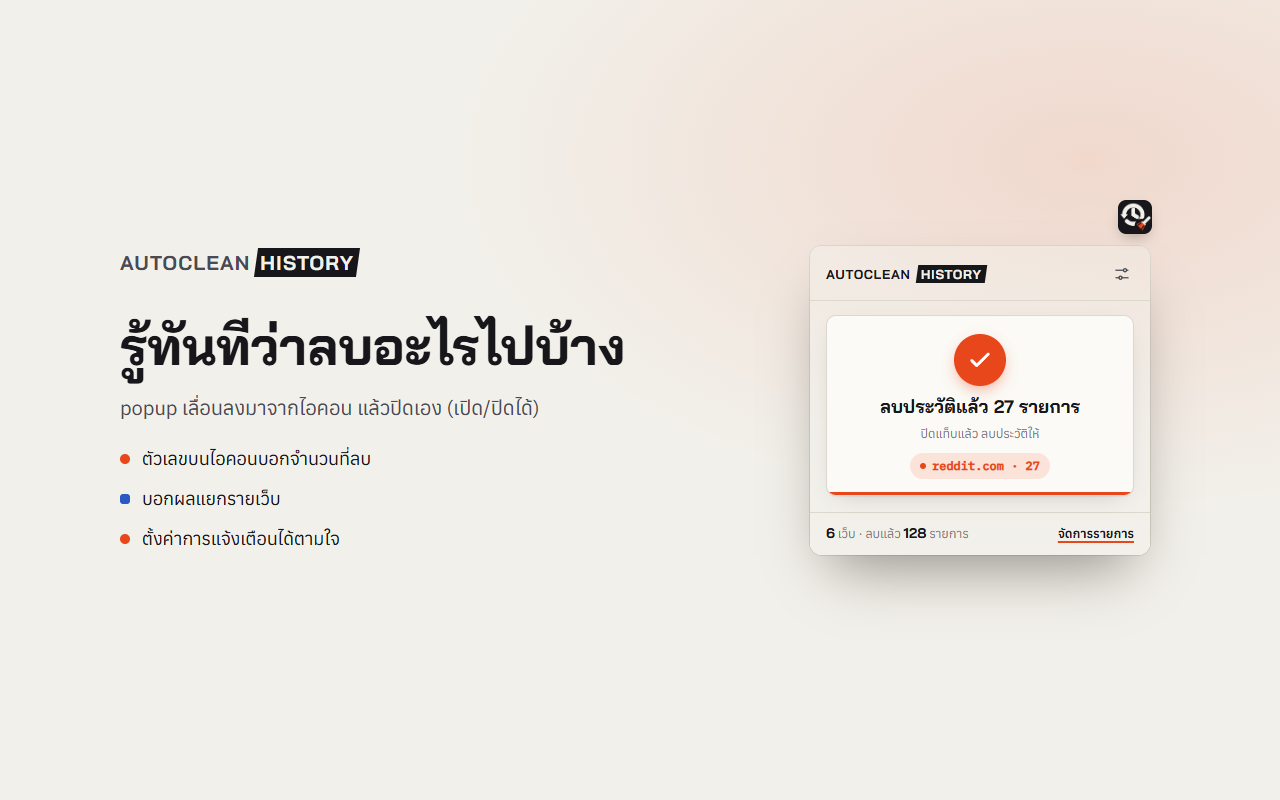 AUTOCLEAN HISTORY
รู้ทันทีว่าลบอะไรไปบ้าง
popup เลื่อนลงมาจากไอคอน แล้วปิดเอง (เปิด/ปิดได้)
ตัวเลขบนไอคอนบอกจำนวนที่ลบ
บอกผลแยกรายเว็บ
ตั้งค่าการแจ้งเตือนได้ตามใจ
AUTOCLEAN HISTORY
ลบประวัติแล้ว 27 รายการ
ปิดแท็บแล้ว ลบประวัติให้
reddit.com · 27
6 เว็บ · ลบแล้ว 128 รายการ
จัดการรายการ